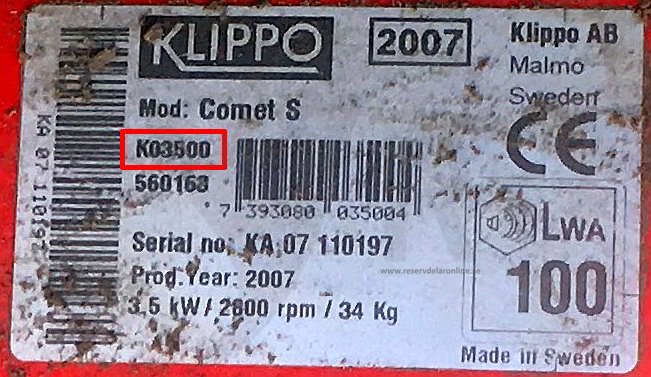 KLIPPO
2007
Klippo AB
Malmo
Sweden
Mod: Comet S
K03500
560163
7 393080 035004
CE
KA 07 110197
Serial no: KA 07 110197
Prod.Year: 2007
3,5 kW / 2800 rpm / 34 Kg
LWA
100
www.reservdelaronline.se
Made in Sweden